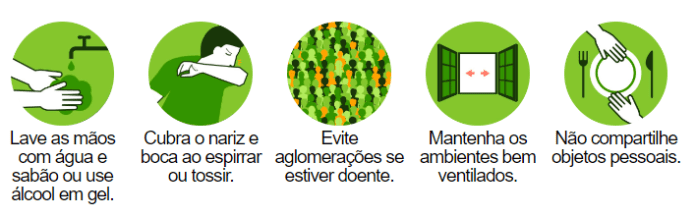 Lave as mãos
com água e
sabão ou use
álcool em gel.
Cubra o nariz e
boca ao espirrar
ou tossir.
Evite
aglomerações se
estiver doente.
Mantenha os
ambientes bem
ventilados.
Não compartilhe
objetos pessoais.